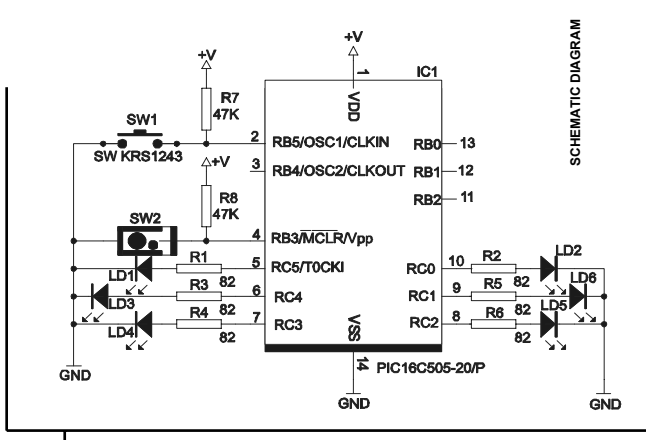 SCHEMATIC DIAGRAM
+V
+V
1
IC1
VDD
R7
47K
SW1
SW KRS1243
2
RB5/OSC1/CLKIN
RB0
13
3
RB4/OSC2/CLKOUT
RB1
12
+V
R8
47K
RB2
11
SW2
4
RB3/MCLR/Vpp
LD1
R1
82
5
RC5/T0CKI
RC0
10
R2
82
LD2
LD3
R3
82
6
RC4
RC1
9
R5
82
LD6
LD4
R4
82
7
RC3
RC2
8
R6
82
LD5
VSS
14
PIC16C505-20/P
GND
GND
GND